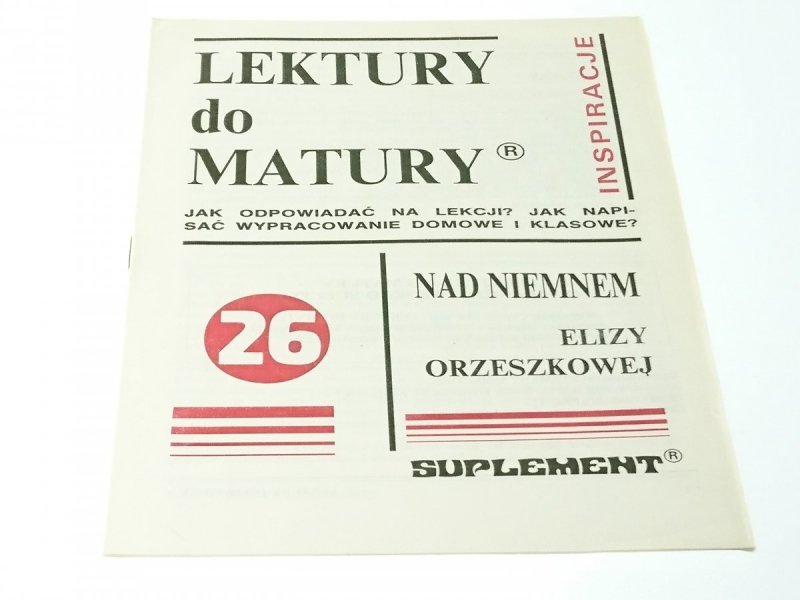 LEKTURY
do
MATURY ®
INSPIRACJE
JAK ODPOWIADAĆ NA LEKCJI? JAK NAPI-
SAĆ WYPRACOWANIE DOMOWE I KLASOWE?
26
NAD NIEMNEM
ELIZY
ORZESZKOWEJ
SUPLEMENT ®